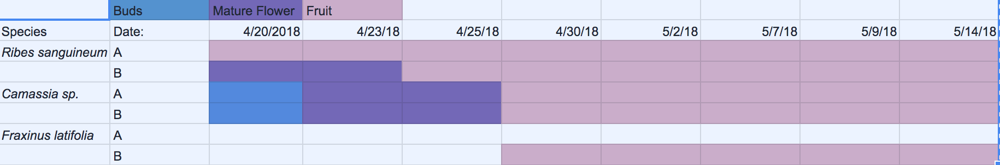 Buds Mature Flower Fruit
Species Date: 4/20/2018 4/23/18 4/25/18 4/30/18 5/2/18 5/7/18 5/9/18 5/14/18
Ribes sanguineum A
B
Camassia sp. A
B
Fraxinus latifolia A
B